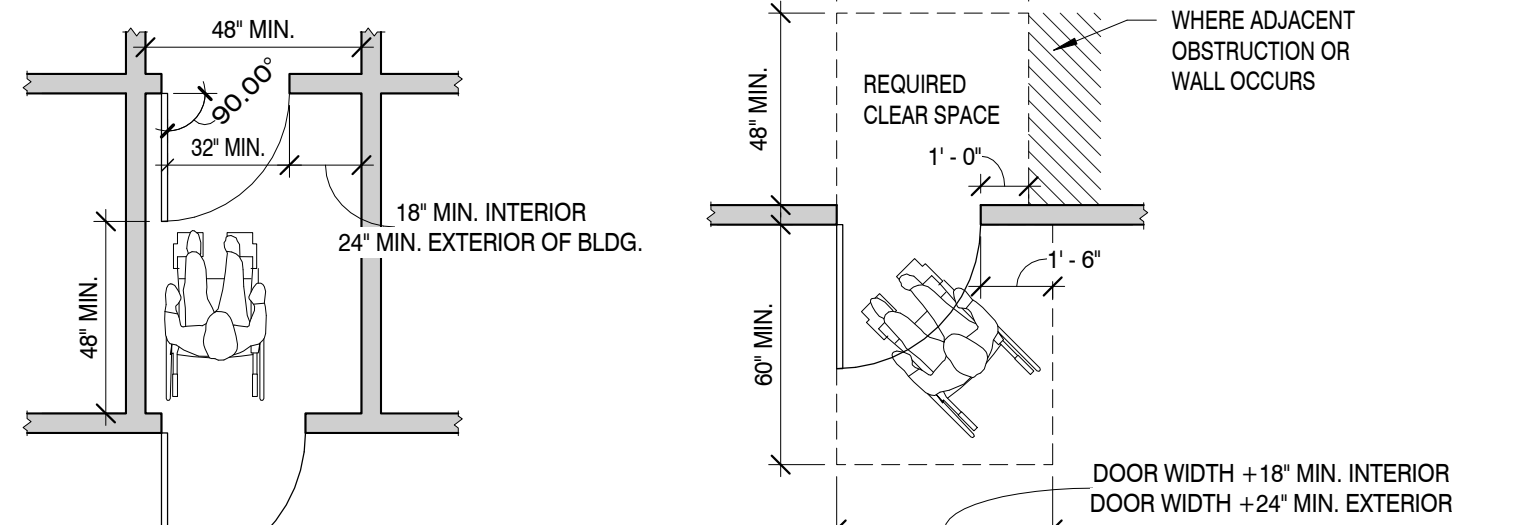 48" MIN.
90.00°
32" MIN.
18" MIN. INTERIOR
24" MIN. EXTERIOR OF BLDG.
48" MIN.
WHERE ADJACENT
OBSTRUCTION OR
WALL OCCURS
REQUIRED
CLEAR SPACE
48" MIN.
1' - 0"
1' - 6"
60" MIN.
DOOR WIDTH +18" MIN. INTERIOR
DOOR WIDTH +24" MIN. EXTERIOR